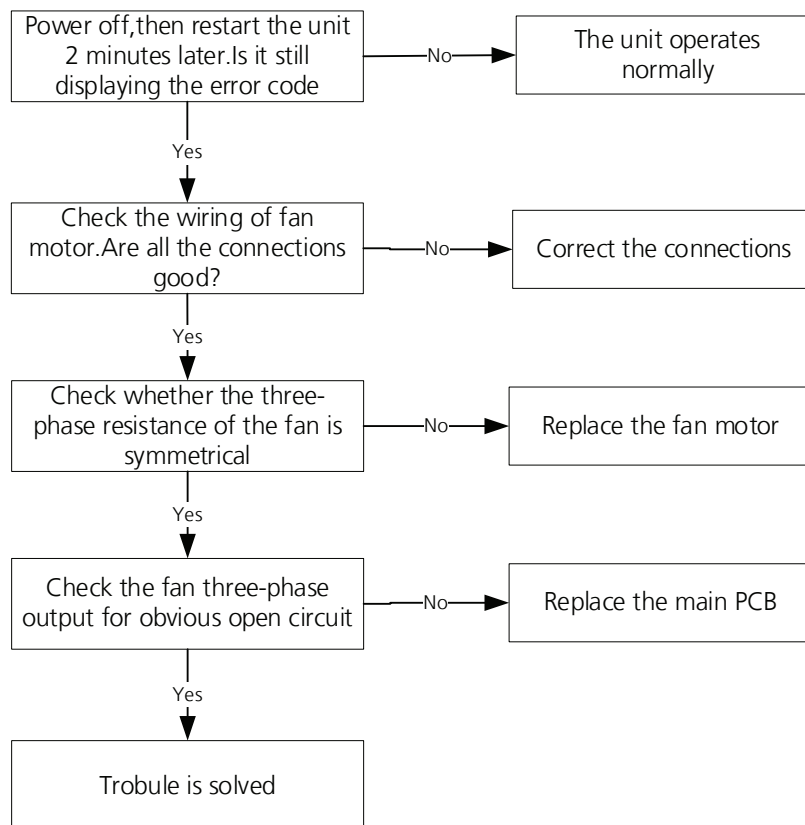 Power off,then restart the unit
2 minutes later.Is it still
displaying the error code
No
The unit operates
normally
Yes
Check the wiring of fan
motor.Are all the connections
good?
No
Correct the connections
Yes
Check whether the three-
phase resistance of the fan is
symmetrical
No
Replace the fan motor
Yes
Check the fan three-phase
output for obvious open circuit
No
Replace the main PCB
Yes
Trobule is solved